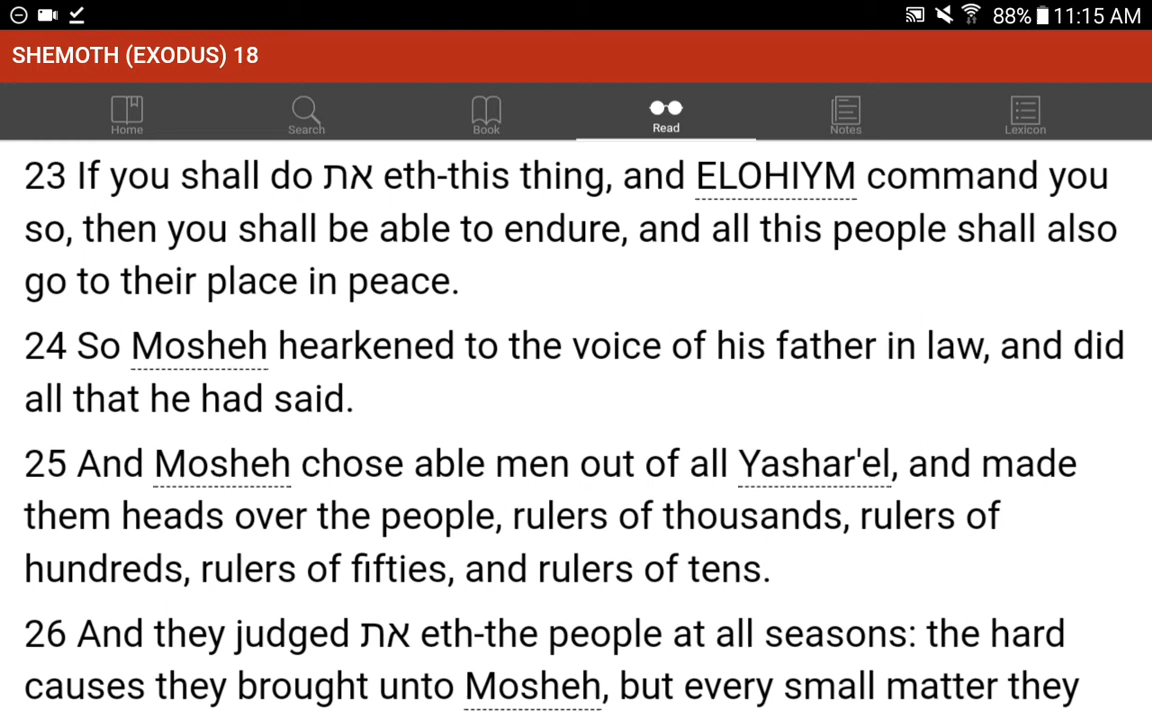 88% 11:15 AM
SHEMOTH (EXODUS) 18
Home Search Book Read Notes Lexicon
23 If you shall do את eth-this thing, and ELOHIYM command you
so, then you shall be able to endure, and all this people shall also
go to their place in peace.
24 So Mosheh hearkened to the voice of his father in law, and did
all that he had said.
25 And Mosheh chose able men out of all Yashar'el, and made
them heads over the people, rulers of thousands, rulers of
hundreds, rulers of fifties, and rulers of tens.
26 And they judged את eth-the people at all seasons: the hard
causes they brought unto Mosheh, but every small matter they